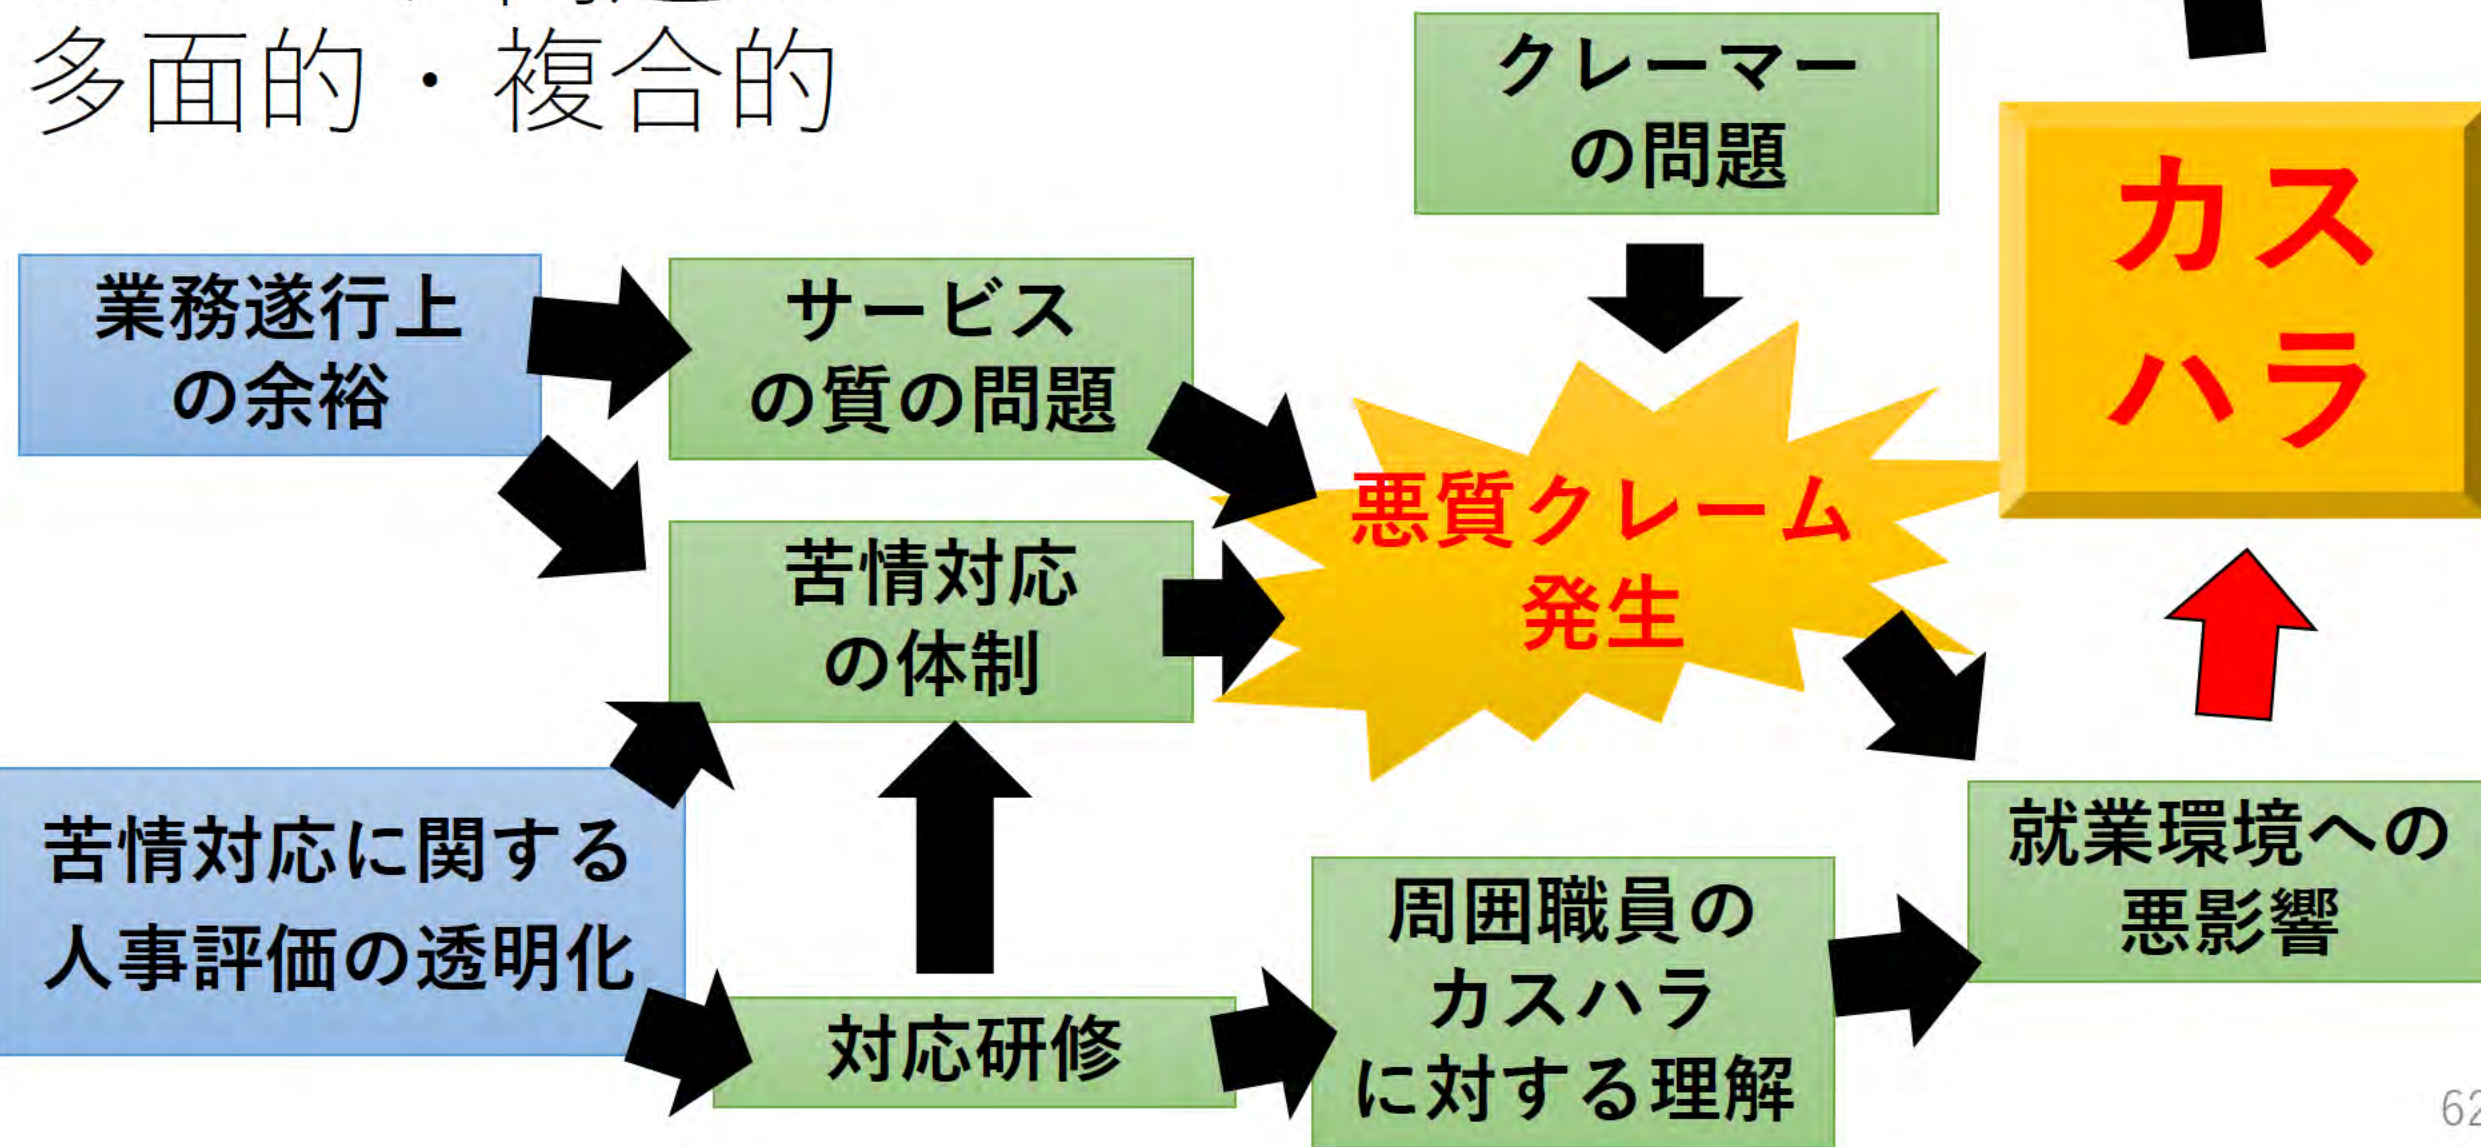 多面的・複合的
クレーマー
の問題
カス
ハラ
業務遂行上
の余裕
サービス
の質の問題
悪質クレーム
発生
苦情対応
の体制
苦情対応に関する
人事評価の透明化
対応研修
周囲職員の
カスハラ
に対する理解
就業環境への
悪影響
62